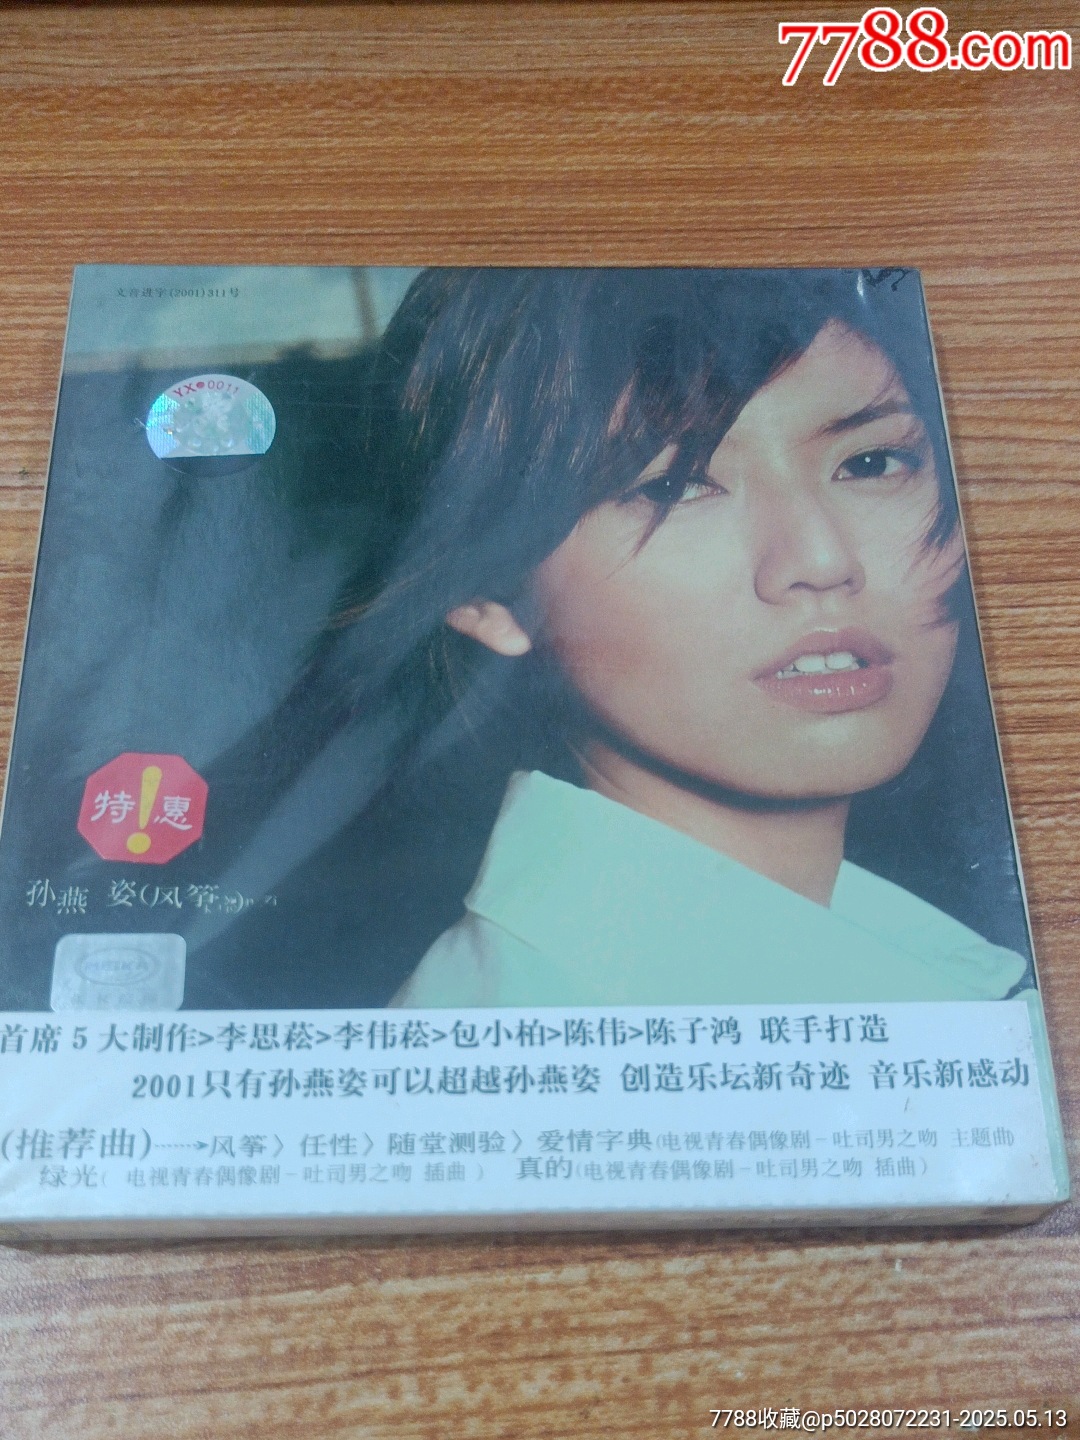 7788.com
文音进字(2001)311号
YX●0011
特!惠
孙燕姿(风筝
MEIKA
首席5大制作>李思菘>李伟菘>包小柏>陈伟>陈子鸿 联手打造
2001只有孙燕姿可以超越孙燕姿 创造乐坛新奇迹 音乐新感动
(推荐曲)┈┈→风筝〉任性〉随堂测验〉爱情字典(电视青春偶像剧－吐司男之吻 主题曲)
绿光( 电视青春偶像剧－吐司男之吻 插曲 ) 真的(电视青春偶像剧－吐司男之吻 插曲)
7788收藏@p5028072231-2025.05.13